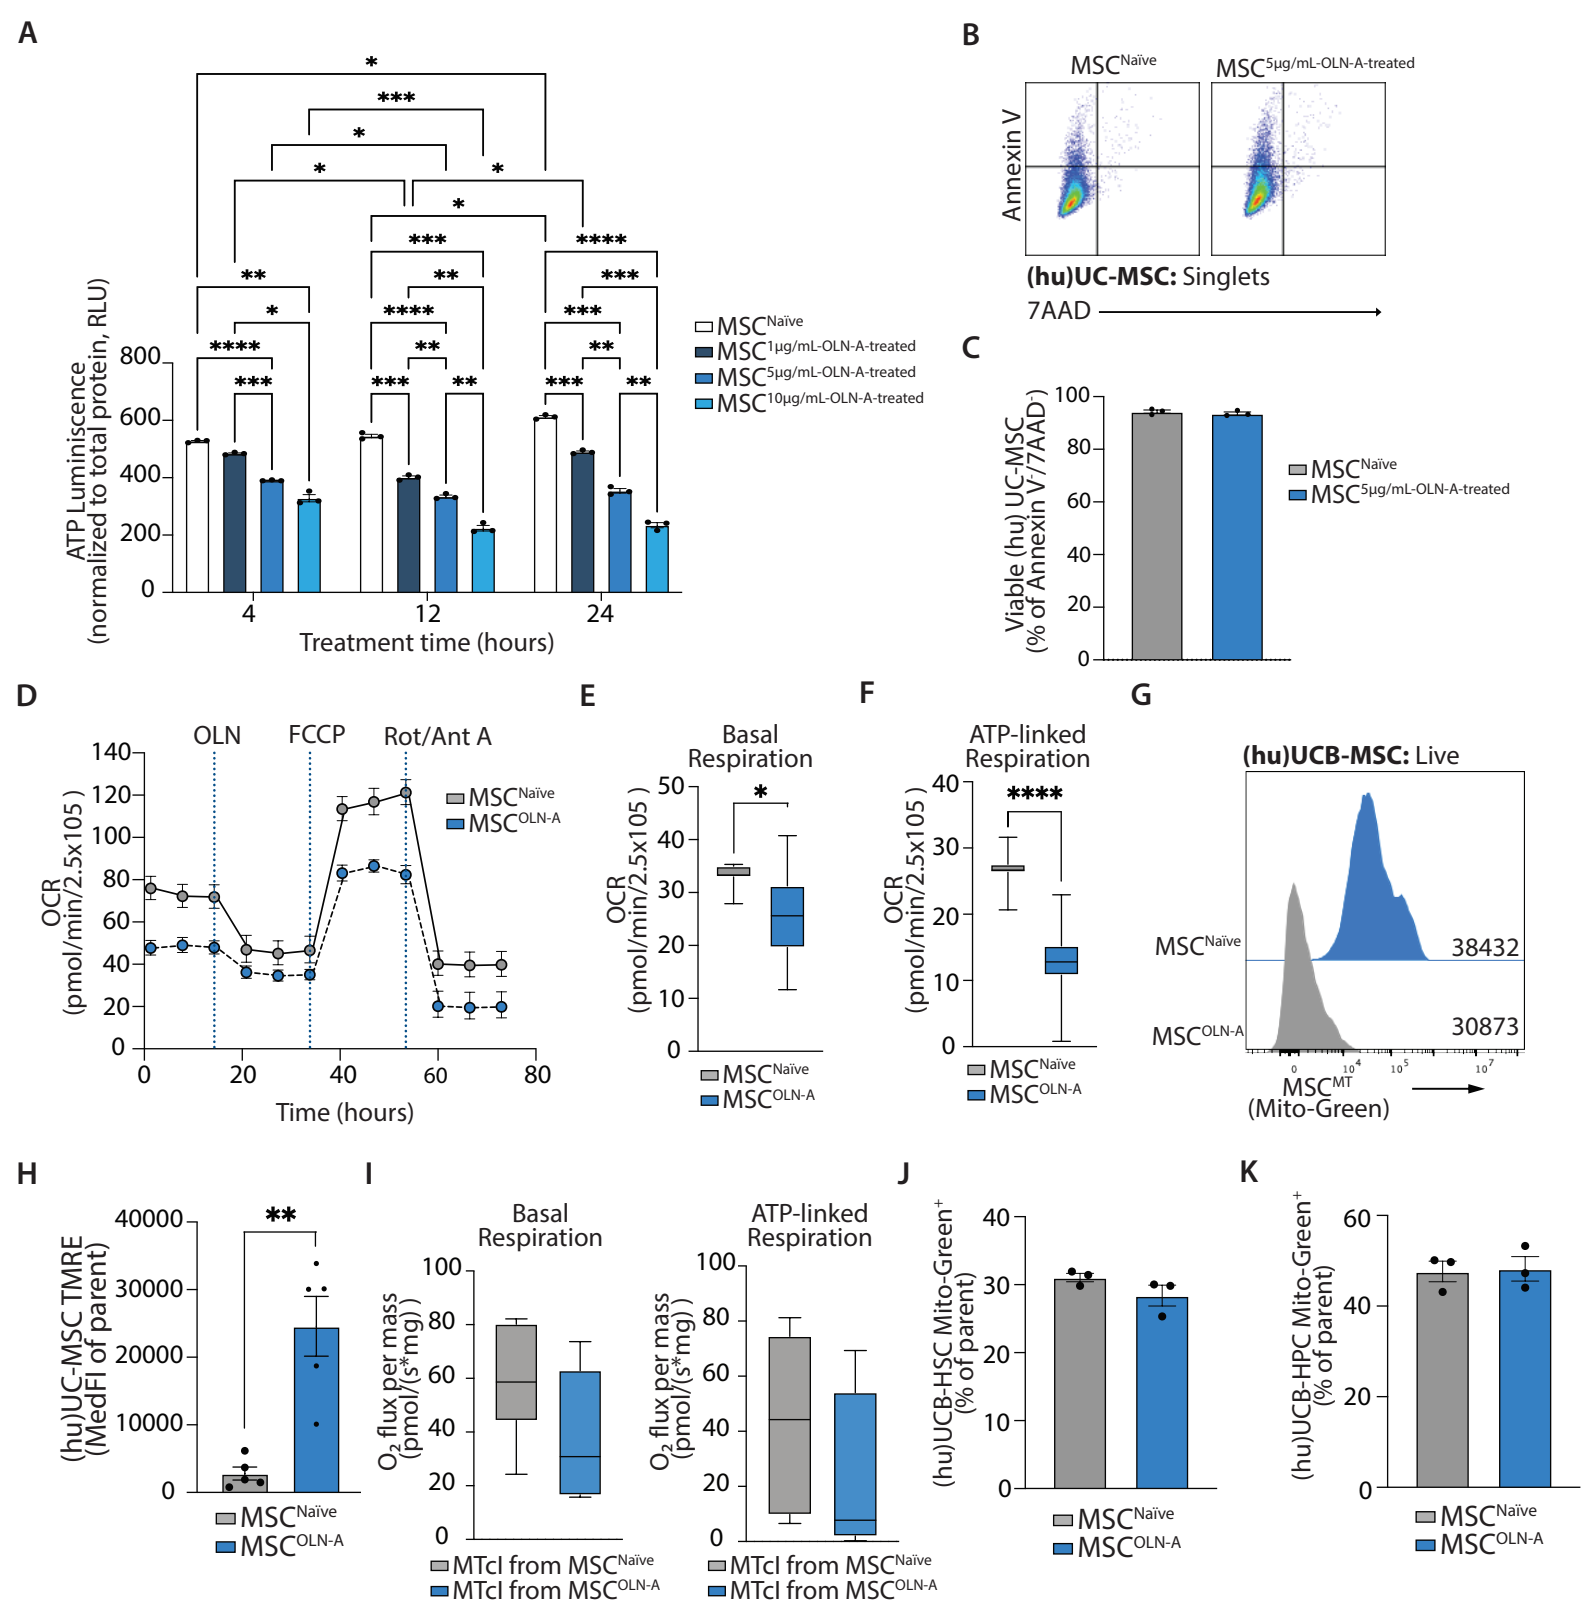 A
*
***
*
*
*
*
***
****
**
**
***
*
****
***
****
**
**
***
***
**
***
**
800
600
400
200
0
ATP Luminiscence
(normalized to total protein, RLU)
4
12
24
Treatment time (hours)
MSCNaïve
MSC1µg/mL-OLN-A-treated
MSC5µg/mL-OLN-A-treated
MSC10µg/mL-OLN-A-treated
B
MSCNaïve
MSC5µg/mL-OLN-A-treated
Annexin V
(hu)UC-MSC: Singlets
7AAD
C
100
80
60
40
20
0
Viable (hu) UC-MSC
(% of Annexin V-/7AAD-)
MSCNaïve
MSC5µg/mL-OLN-A-treated
D
OLN
FCCP
Rot/Ant A
140
120
100
80
60
40
20
0
OCR
(pmol/min/2.5x105 )
0
20
40
60
80
Time (hours)
MSCNaïve
MSCOLN-A
E
Basal
Respiration
*
50
40
30
20
10
0
OCR
(pmol/min/2.5x105 )
MSCNaïve
MSCOLN-A
F
ATP-linked
Respiration
****
40
30
20
10
0
OCR
(pmol/min/2.5x105 )
MSCNaïve
MSCOLN-A
G
(hu)UCB-MSC: Live
MSCNaïve
38432
MSCOLN-A
30873
0
10⁴
10⁵
10⁷
MSCMT
(Mito-Green)
H
**
40000
30000
20000
10000
0
(hu)UC-MSC TMRE
(MedFI of parent)
MSCNaïve
MSCOLN-A
I
Basal
Respiration
100
80
60
40
20
0
O₂ flux per mass
(pmol/(s*mg) )
MTcl from MSCNaïve
MTcl from MSCOLN-A
ATP-linked
Respiration
100
80
60
40
20
0
O₂ flux per mass
(pmol/(s*mg) )
MTcl from MSCNaïve
MTcl from MSCOLN-A
J
40
30
20
10
0
(hu)UCB-HSC Mito-Green⁺
(% of parent)
MSCNaïve
MSCOLN-A
K
60
40
20
0
(hu)UCB-HPC Mito-Green⁺
(% of parent)
MSCNaïve
MSCOLN-A